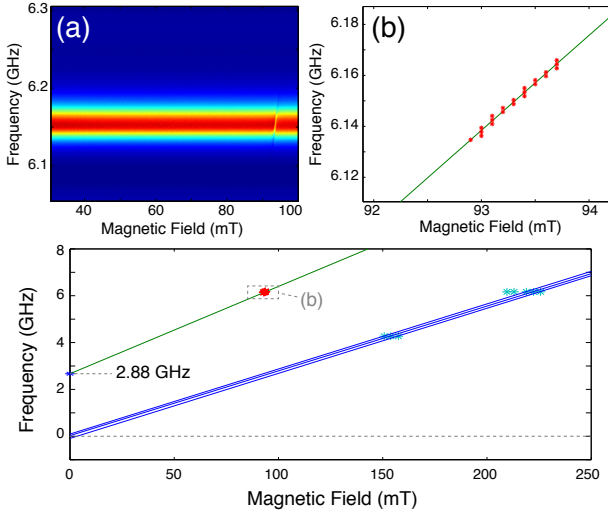 (a)
Frequency (GHz)
6.3
6.2
6.1
40
60
80
100
Magnetic Field (mT)
(b)
Frequency (GHz)
6.18
6.16
6.14
6.12
92
93
94
Magnetic Field (mT)
Frequency (GHz)
8
6
4
2
0
(b)
2.88 GHz
0
50
100
150
200
250
Magnetic Field (mT)